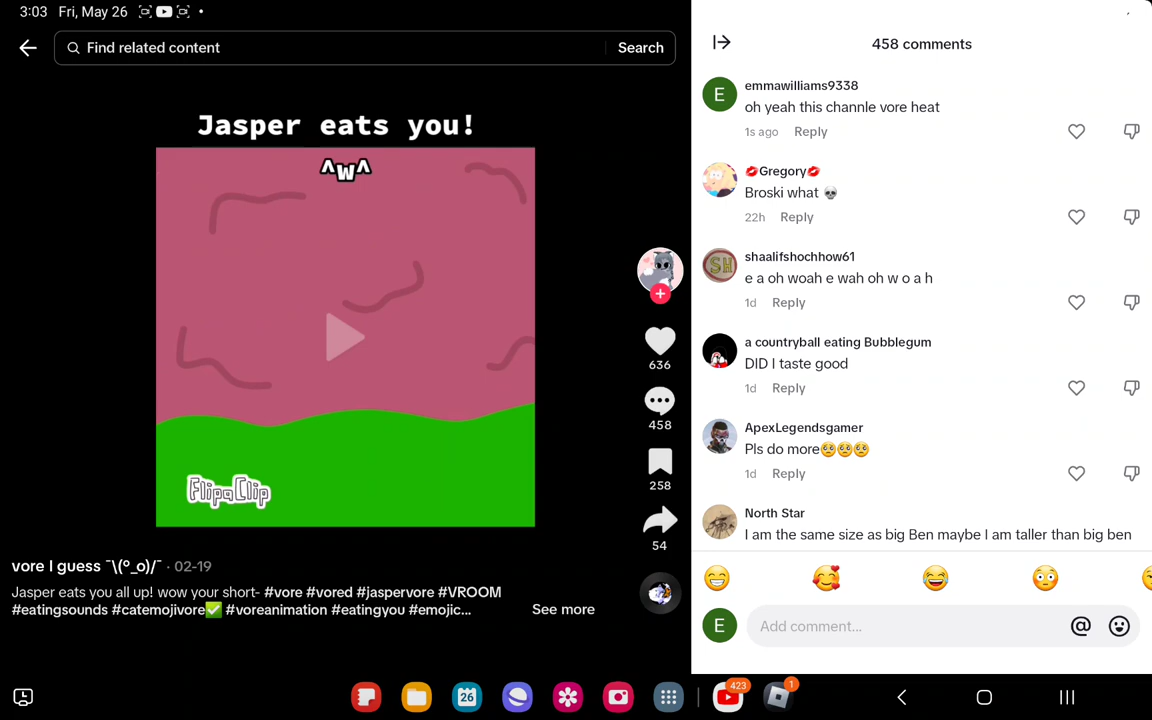 3:03 Fri, May 26
Find related content
Search
Jasper eats you!
^w^
FlipaClip
636
458
258
54
vore I guess ¯\(º_o)/¯ · 02-19
Jasper eats you all up! wow your short- #vore #vored #jaspervore #VROOM
#eatingsounds #catemojivore✅ #voreanimation #eatingyou #emojic...
See more
458 comments
E
emmawilliams9338
oh yeah this channle vore heat
1s ago Reply
💋Gregory💋
Broski what 💀
22h Reply
SH
shaalifshochhow61
e a oh woah e wah oh w o a h
1d Reply
a countryball eating Bubblegum
DID I taste good
1d Reply
ApexLegendsgamer
Pls do more🥺🥺🥺
1d Reply
North Star
I am the same size as big Ben maybe I am taller than big ben
E
Add comment...
@
26
423
1